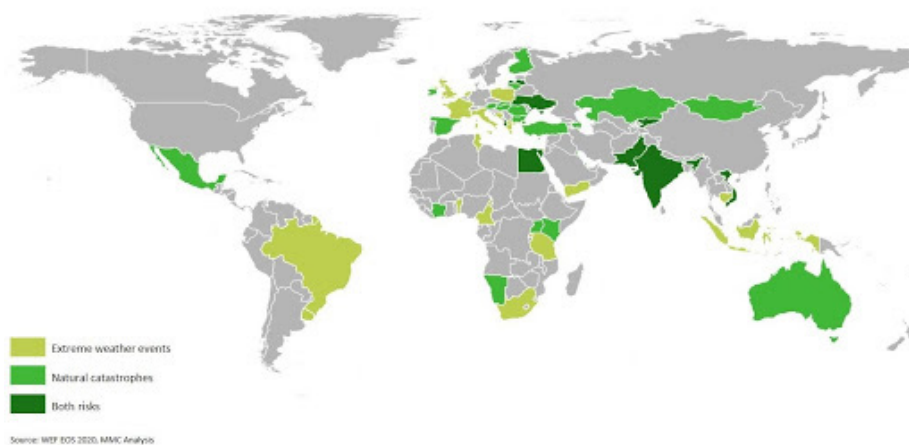 Extreme weather events
Natural catastrophes
Both risks
Source: WEF EOS 2020, MMC Analysis